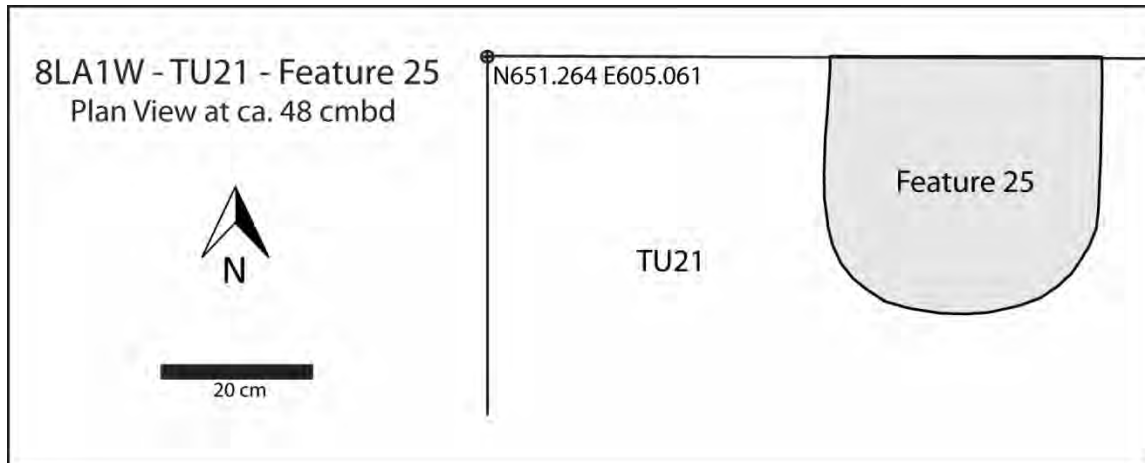 8LA1W - TU21 - Feature 25
Plan View at ca. 48 cmbd
N
20 cm
N651.264 E605.061
Feature 25
TU21